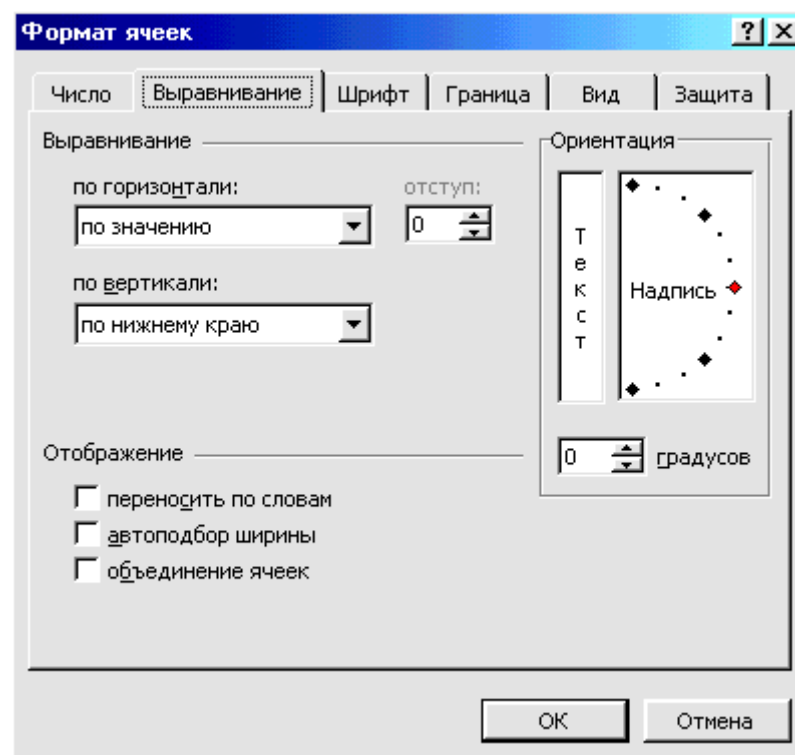 Формат ячеек
Число Выравнивание Шрифт Граница Вид Защита
Выравнивание
по горизонтали:
отступ:
по значению
0
по вертикали:
по нижнему краю
Ориентация
Текст
Надпись
0 градусов
Отображение
переносить по словам
автоподбор ширины
объединение ячеек
ОК Отмена